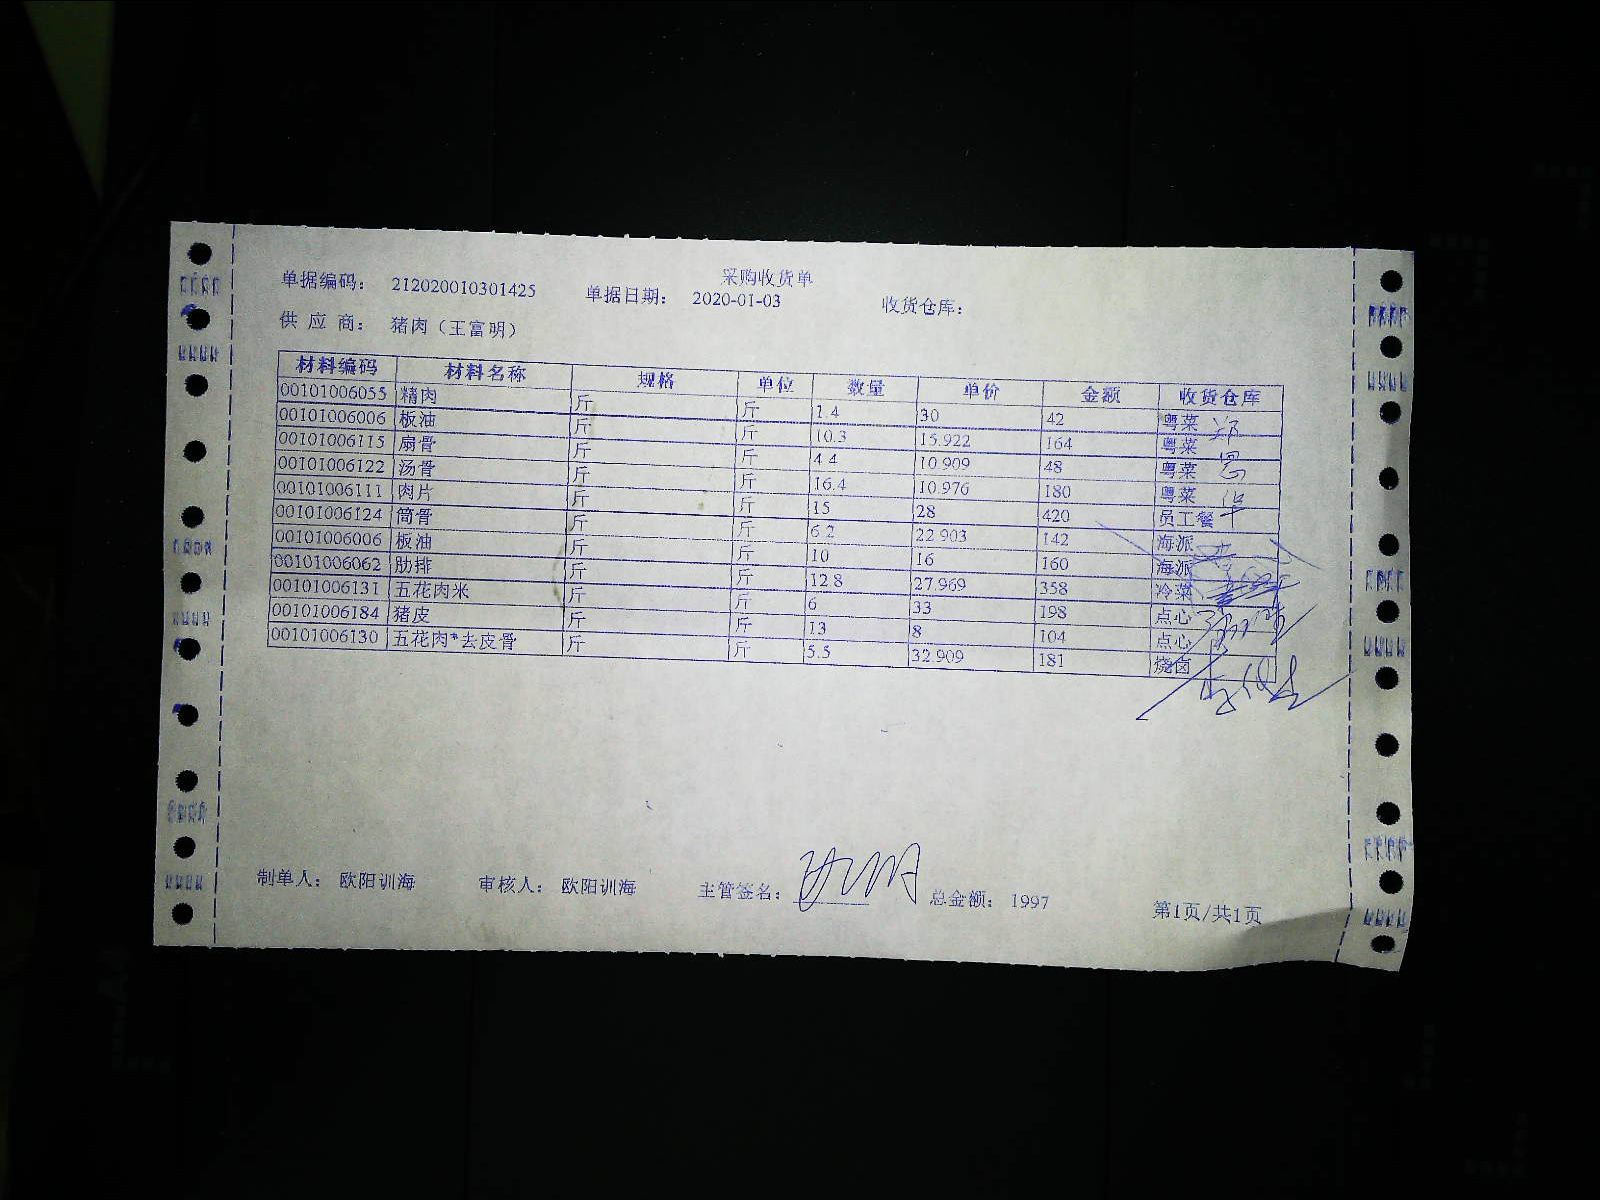 采购收货单
单据编码： 212020010301425 单据日期： 2020-01-03 收货仓库：
供 应 商： 猪肉（王富明）
材料编码 材料名称 规格 单位 数量 单价 金额 收货仓库
00101006055 精肉 斤 斤 1.4 30 42 粤菜
00101006006 板油 斤 斤 10.3 15.922 164 粤菜
00101006115 扇骨 斤 斤 4.4 10.909 48 粤菜
00101006122 汤骨 斤 斤 16.4 10.976 180 粤菜
00101006111 肉片 斤 斤 15 28 420 员工餐
00101006124 筒骨 斤 斤 6.2 22.903 142 海派
00101006006 板油 斤 斤 10 16 160 海派
00101006062 肋排 斤 斤 12.8 27.969 358 冷菜
00101006131 五花肉米 斤 斤 6 33 198 点心
00101006184 猪皮 斤 斤 13 8 104 点心
00101006130 五花肉*去皮骨 斤 斤 5.5 32.909 181 烧卤
制单人： 欧阳训海 审核人： 欧阳训海 主管签名： 总金额： 1997
第1页/共1页